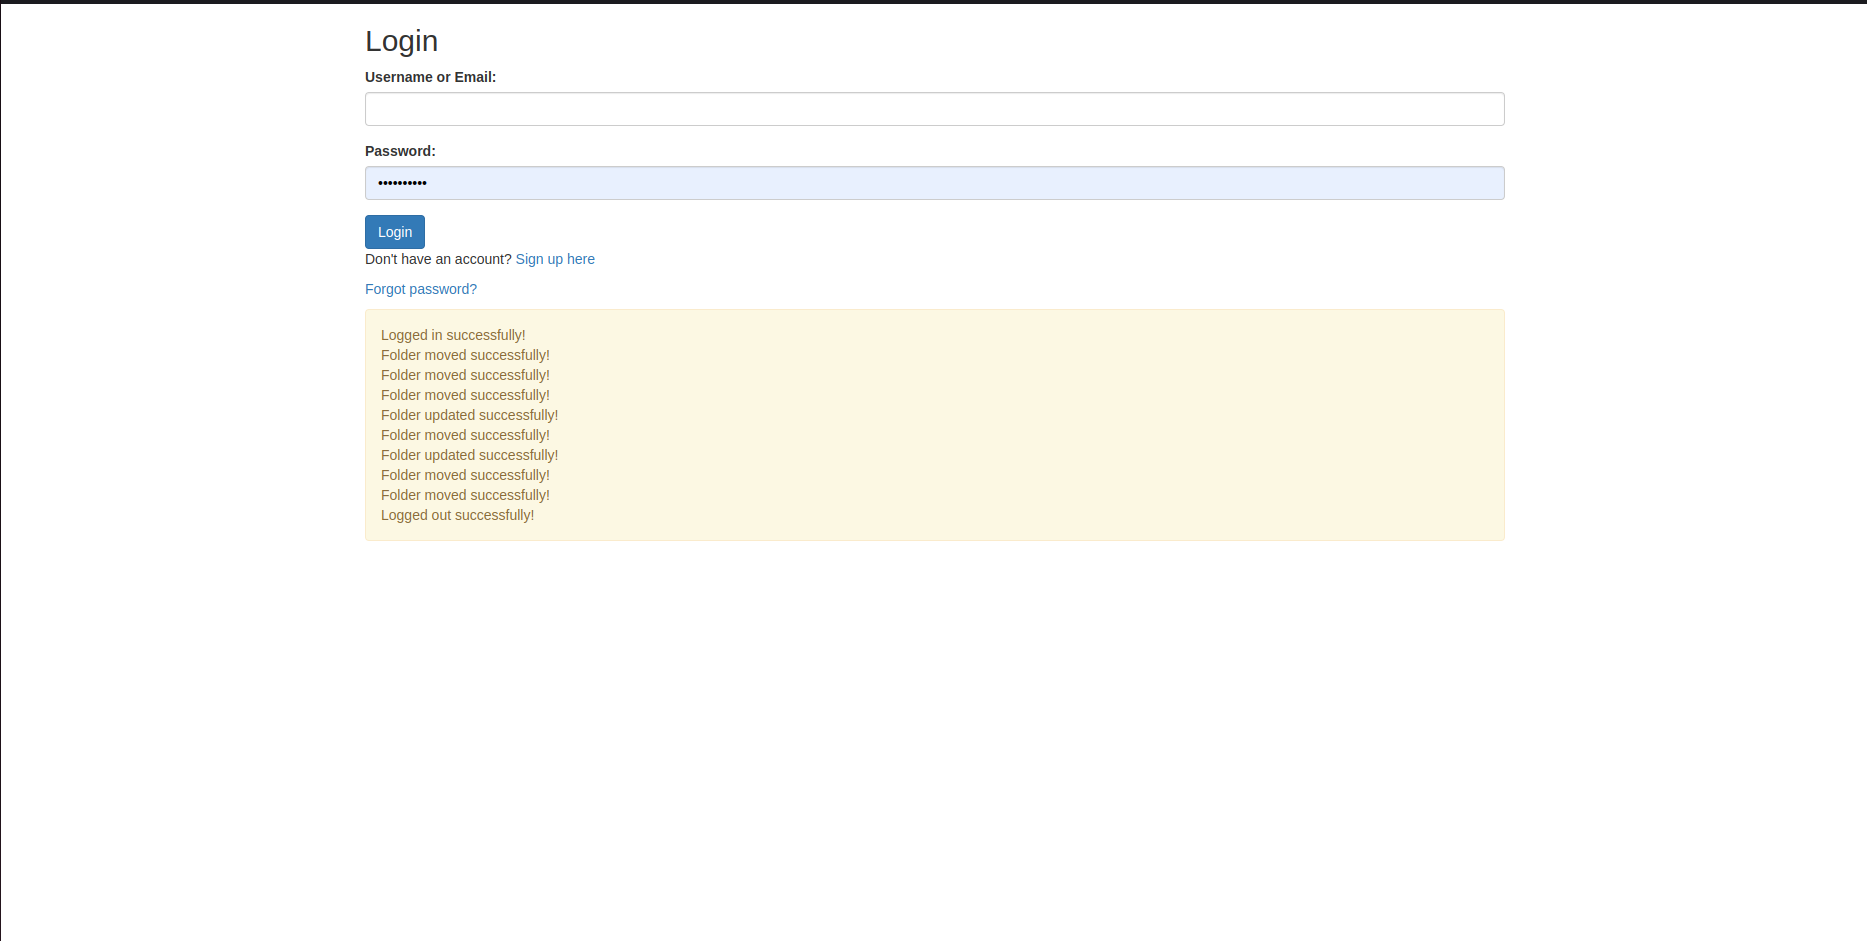 Login
Username or Email:
Password:
••••••••••
Login
Don't have an account? Sign up here
Forgot password?
Logged in successfully!
Folder moved successfully!
Folder moved successfully!
Folder moved successfully!
Folder updated successfully!
Folder moved successfully!
Folder updated successfully!
Folder moved successfully!
Folder moved successfully!
Logged out successfully!